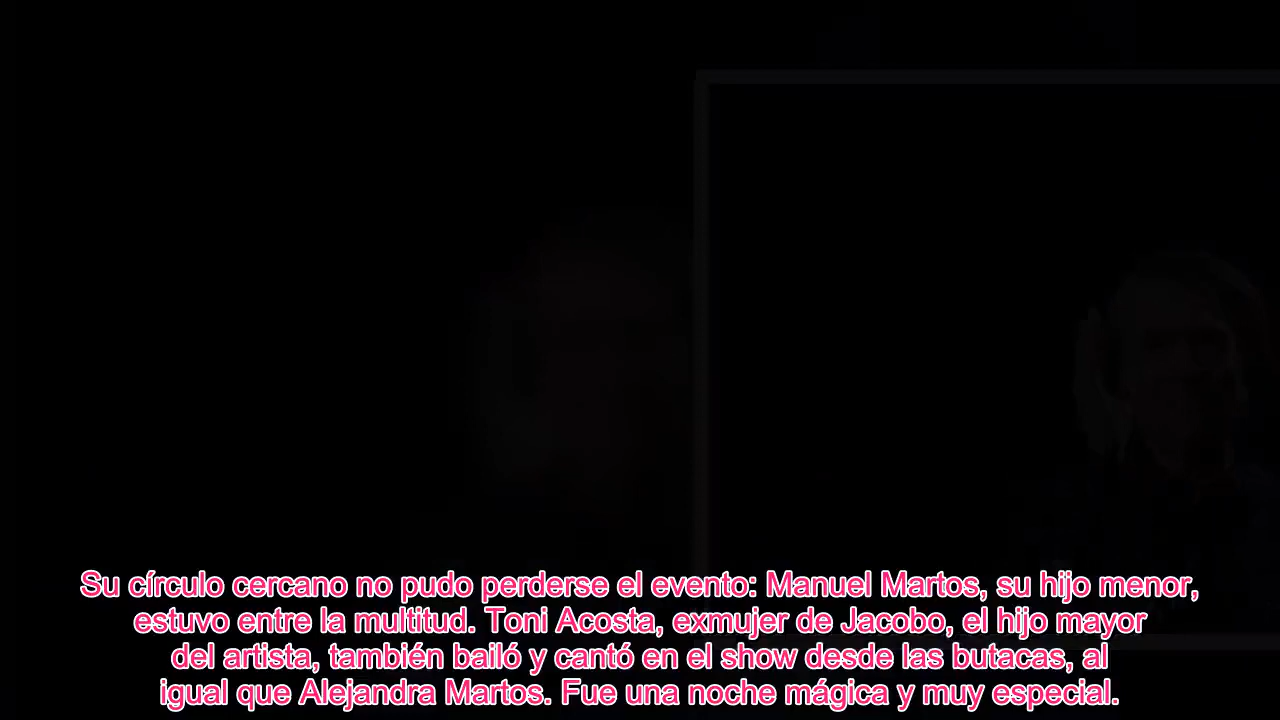 Su círculo cercano no pudo perderse el evento: Manuel Martos, su hijo menor,
estuvo entre la multitud. Toni Acosta, exmujer de Jacobo, el hijo mayor
del artista, también bailó y cantó en el show desde las butacas, al
igual que Alejandra Martos. Fue una noche mágica y muy especial.